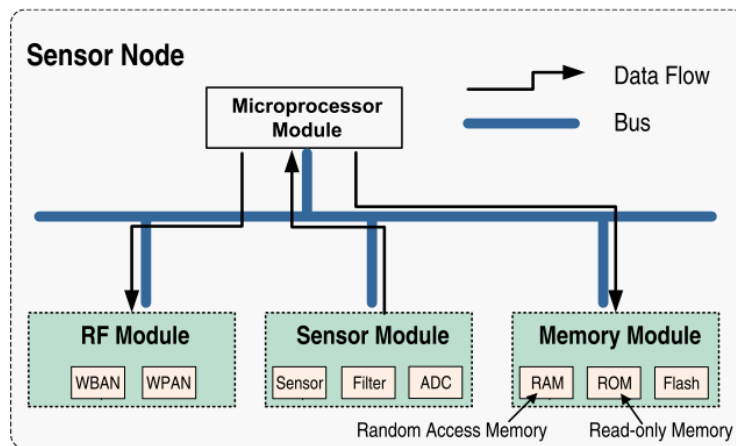 Sensor Node
Data Flow
Bus
Microprocessor
Module
RF Module
WBAN
WPAN
Sensor Module
Sensor
Filter
ADC
Memory Module
RAM
ROM
Flash
Random Access Memory
Read-only Memory